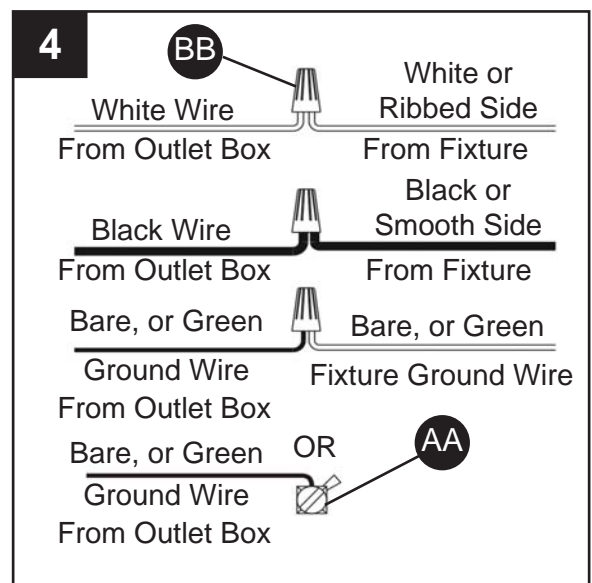 4
BB
White Wire
White or
Ribbed Side
From Outlet Box
From Fixture
Black Wire
Black or
Smooth Side
From Outlet Box
From Fixture
Bare, or Green
Bare, or Green
Ground Wire
Fixture Ground Wire
From Outlet Box
Bare, or Green
OR
AA
Ground Wire
From Outlet Box